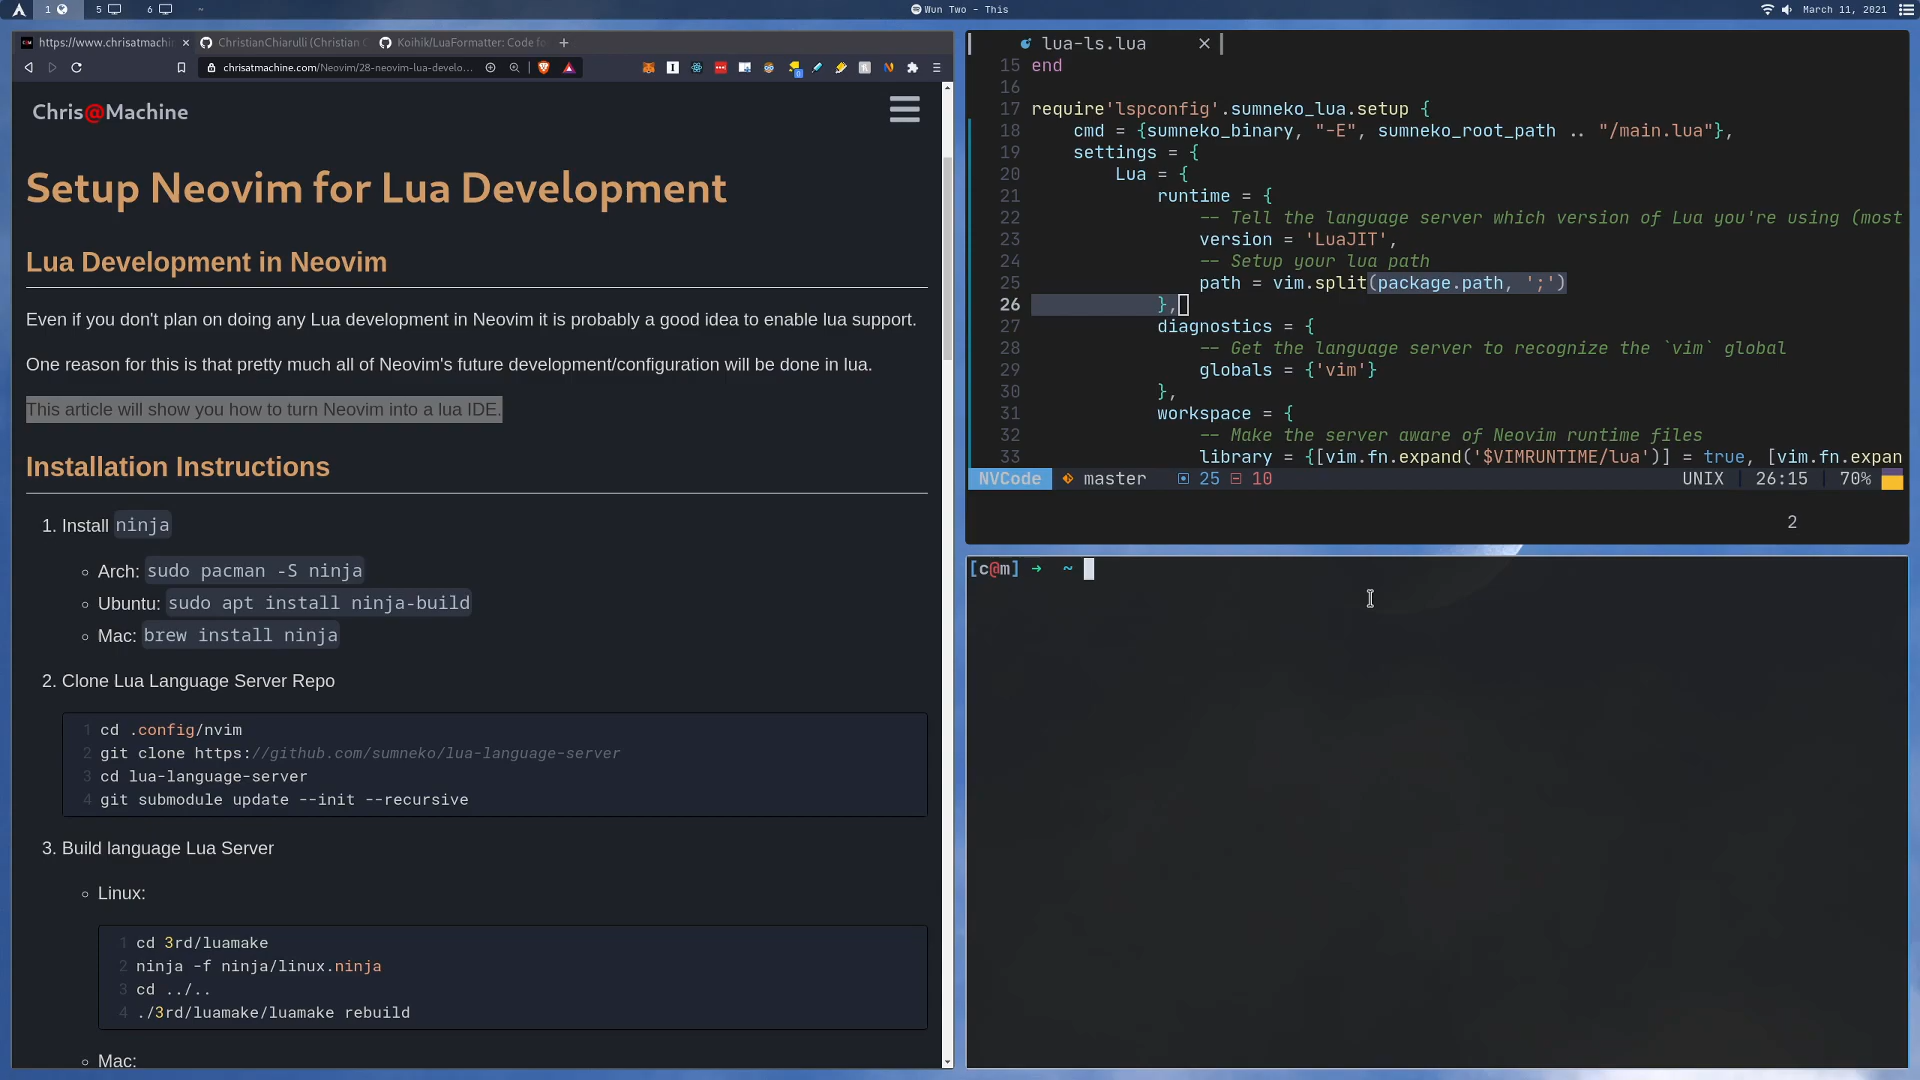 1
5
6
~
Wun Two - This
March 11, 2021
https://www.chrisatmachi
ChristianChiarulli (Christian C
Koihik/LuaFormatter: Code fo
chrisatmachine.com/Neovim/28-neovim-lua-develo...
Chris@Machine
Setup Neovim for Lua Development
Lua Development in Neovim
Even if you don't plan on doing any Lua development in Neovim it is probably a good idea to enable lua support.
One reason for this is that pretty much all of Neovim's future development/configuration will be done in lua.
This article will show you how to turn Neovim into a lua IDE.
Installation Instructions
1. Install ninja
Arch: sudo pacman -S ninja
Ubuntu: sudo apt install ninja-build
Mac: brew install ninja
2. Clone Lua Language Server Repo
1 cd .config/nvim
2 git clone https://github.com/sumneko/lua-language-server
3 cd lua-language-server
4 git submodule update --init --recursive
3. Build language Lua Server
Linux:
1 cd 3rd/luamake
2 ninja -f ninja/linux.ninja
3 cd ../..
4 ./3rd/luamake/luamake rebuild
Mac:
lua-ls.lua
15 end
16
17 require'lspconfig'.sumneko_lua.setup {
18 cmd = {sumneko_binary, "-E", sumneko_root_path .. "/main.lua"},
19 settings = {
20 Lua = {
21 runtime = {
22 -- Tell the language server which version of Lua you're using (most
23 version = 'LuaJIT',
24 -- Setup your lua path
25 path = vim.split(package.path, ';')
26 },
27 diagnostics = {
28 -- Get the language server to recognize the `vim` global
29 globals = {'vim'}
30 },
31 workspace = {
32 -- Make the server aware of Neovim runtime files
33 library = {[vim.fn.expand('$VIMRUNTIME/lua')] = true, [vim.fn.expan
NVCode master 25 10 UNIX 26:15 70%
2
[c@m] → ~